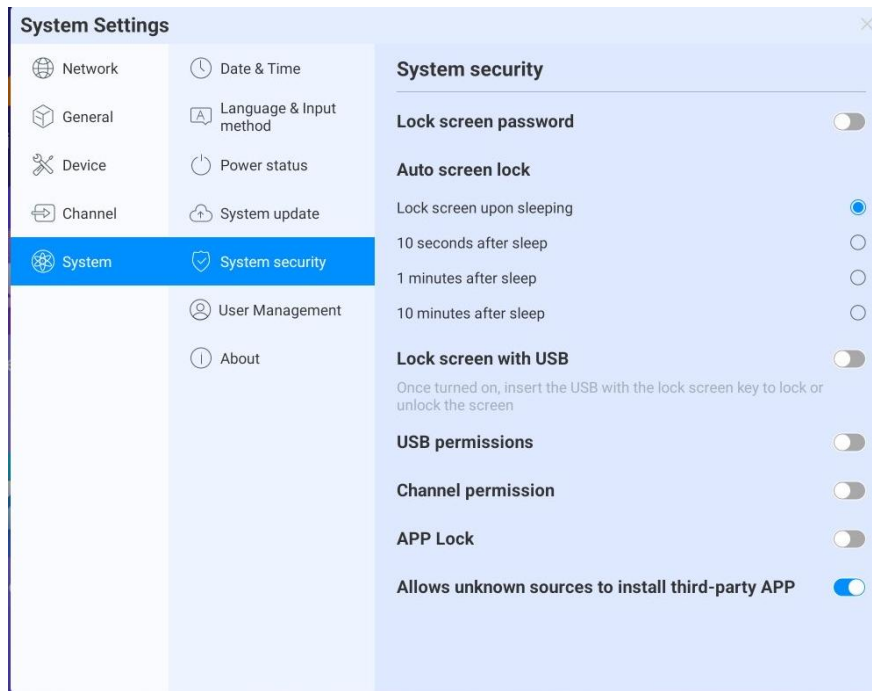 System Settings
Network
General
Device
Channel
System
Date & Time
Language & Input
method
Power status
System update
System security
User Management
About
System security
Lock screen password
Auto screen lock
Lock screen upon sleeping
10 seconds after sleep
1 minutes after sleep
10 minutes after sleep
Lock screen with USB
Once turned on, insert the USB with the lock screen key to lock or
unlock the screen
USB permissions
Channel permission
APP Lock
Allows unknown sources to install third-party APP